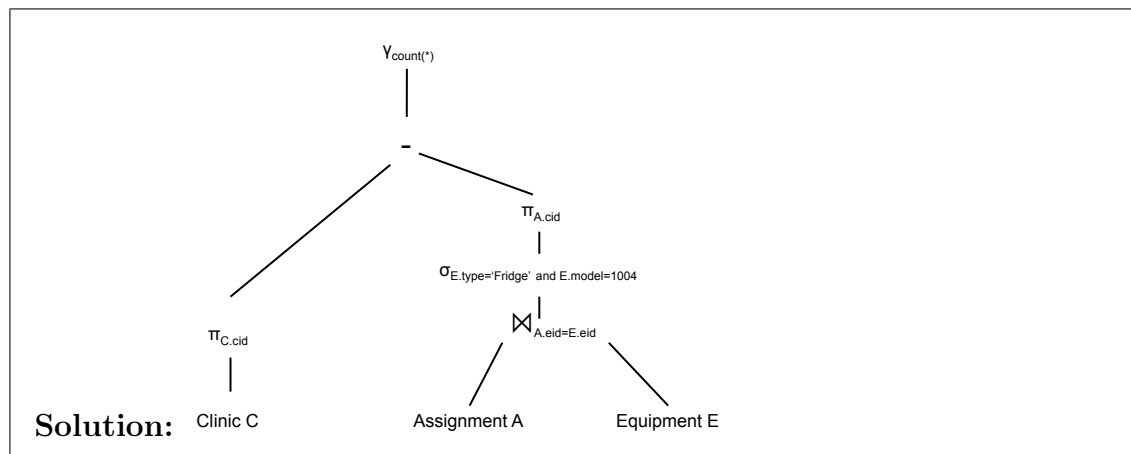 γcount(*)
-
πA.cid
σE.type=‘Fridge’ and E.model=1004
⋈A.eid=E.eid
πC.cid
Solution: Clinic C Assignment A Equipment E